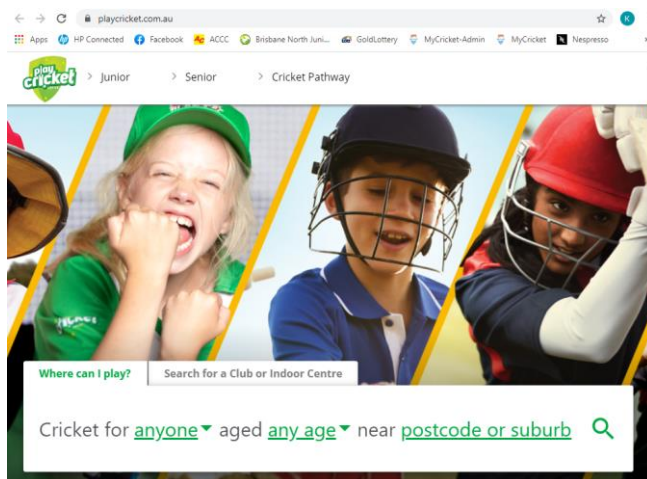 playcricket.com.au
K
Apps HP Connected Facebook ACCC Brisbane North Juni... GoldLottery MyCricket-Admin MyCricket Nespresso »
play cricket > Junior > Senior > Cricket Pathway
Where can I play? Search for a Club or Indoor Centre
Cricket for anyone aged any age near postcode or suburb